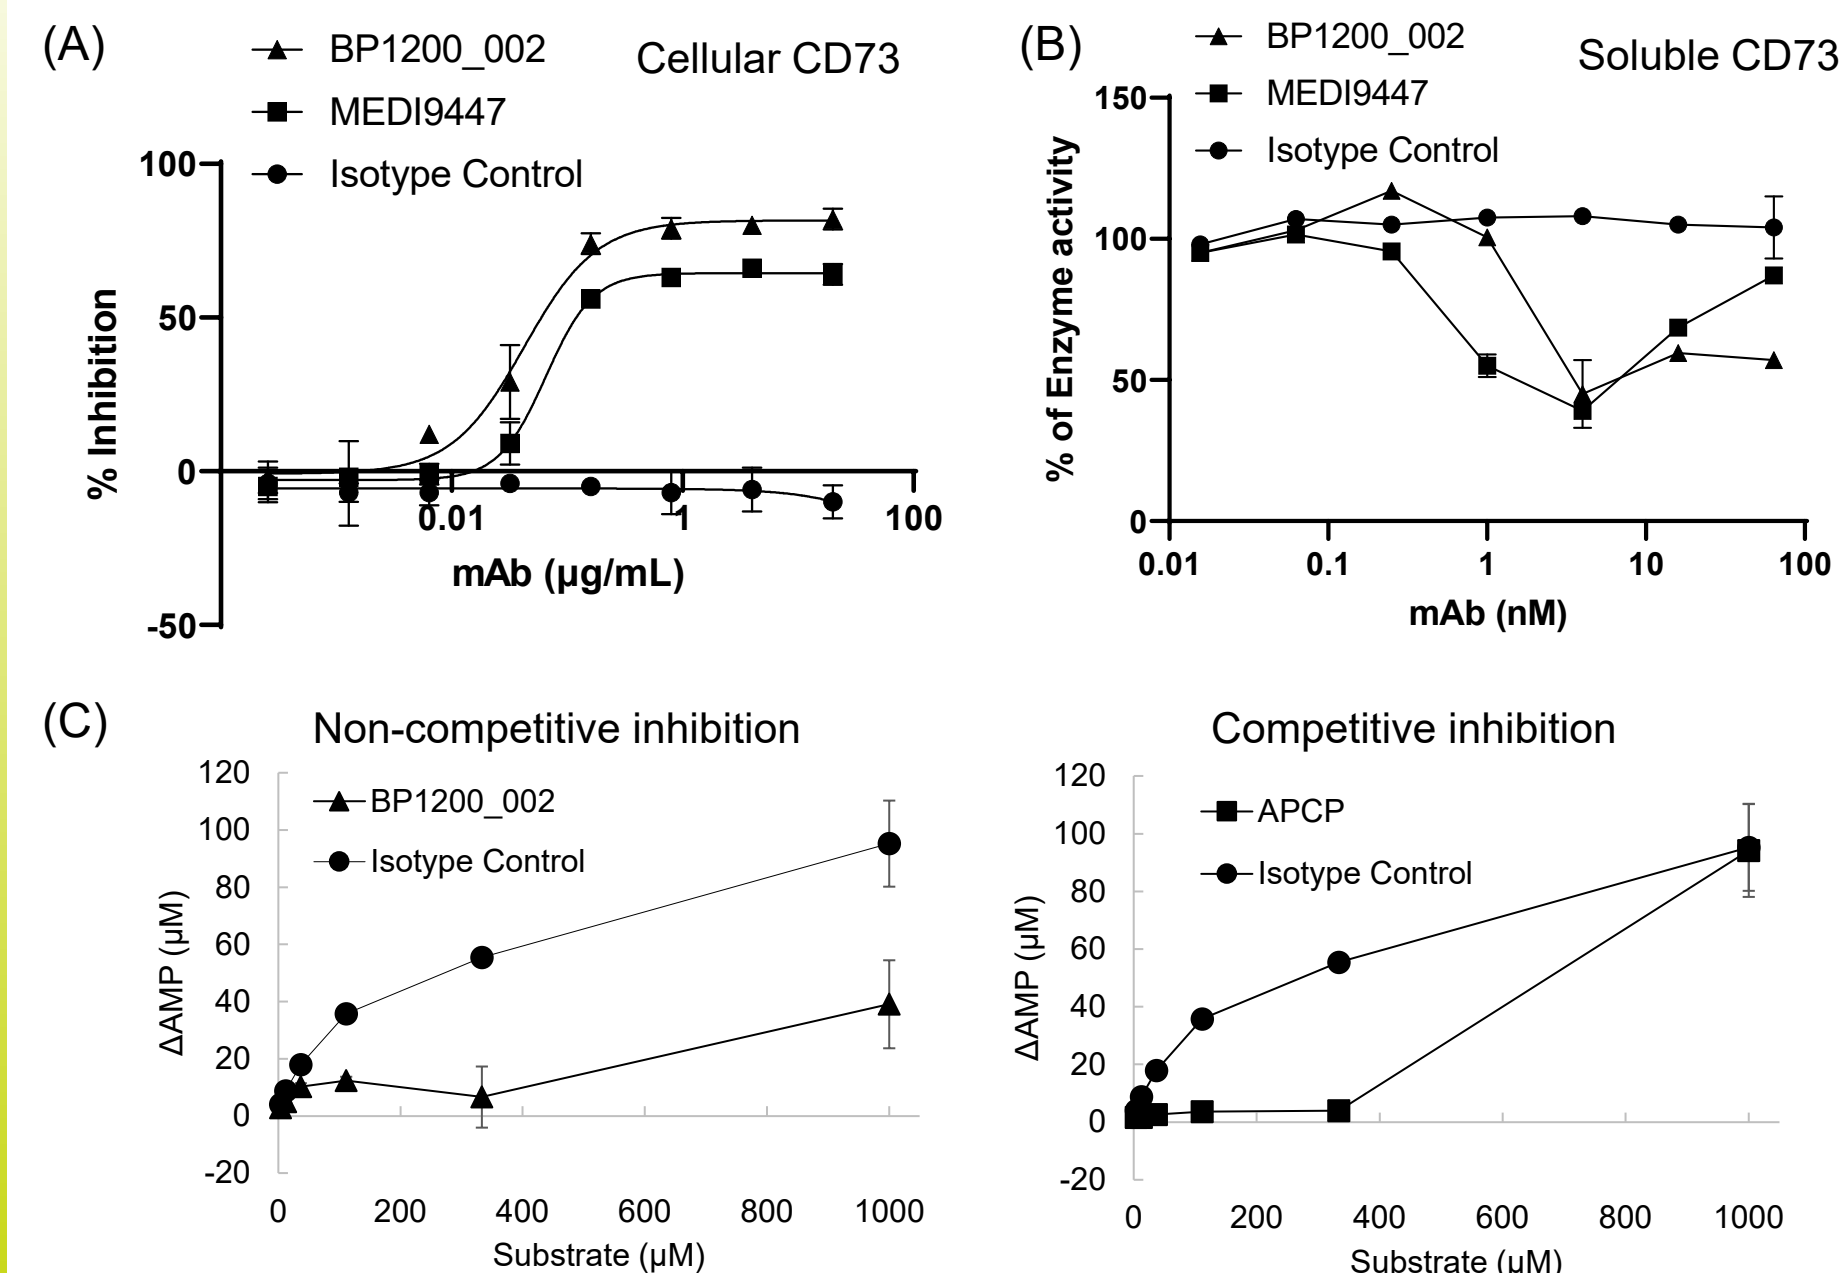 (A)
BP1200_002
MEDI9447
Isotype Control
Cellular CD73
100
50
0
-50
% Inhibition
0.01
1
100
mAb (µg/mL)
(B)
BP1200_002
MEDI9447
Isotype Control
Soluble CD73
150
100
50
0
% of Enzyme activity
0.01
0.1
1
10
100
mAb (nM)
(C)
Non-competitive inhibition
BP1200_002
Isotype Control
120
100
80
60
40
20
0
-20
ΔAMP (µM)
0
200
400
600
800
1000
Substrate (µM)
Competitive inhibition
APCP
Isotype Control
120
100
80
60
40
20
0
-20
ΔAMP (µM)
0
200
400
600
800
1000
Substrate (µM)